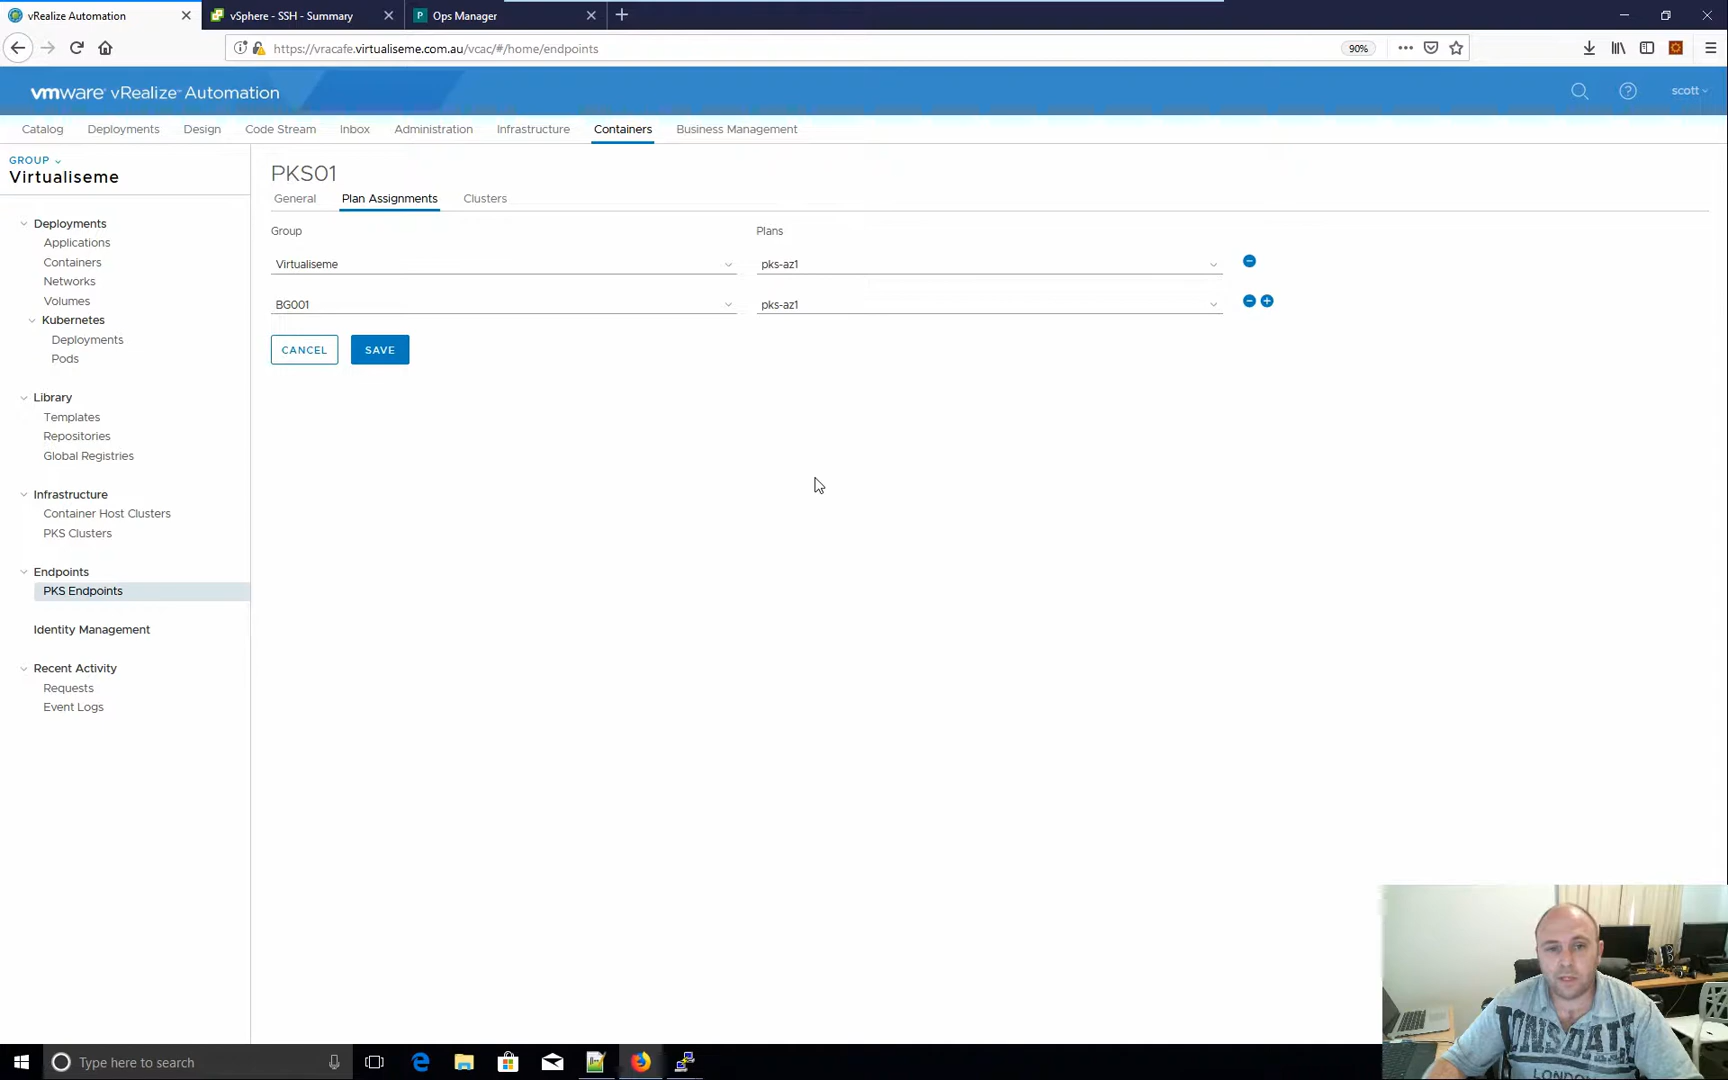 vRealize Automation
vSphere - SSH - Summary
Ops Manager
https://vracafe.virtualiseme.com.au/vcac/#/home/endpoints
90%
vmware vRealize Automation
scott
Catalog
Deployments
Design
Code Stream
Inbox
Administration
Infrastructure
Containers
Business Management
GROUP
Virtualiseme
Deployments
Applications
Containers
Networks
Volumes
Kubernetes
Deployments
Pods
Library
Templates
Repositories
Global Registries
Infrastructure
Container Host Clusters
PKS Clusters
Endpoints
PKS Endpoints
Identity Management
Recent Activity
Requests
Event Logs
PKS01
General
Plan Assignments
Clusters
Group
Plans
Virtualiseme
pks-az1
BG001
pks-az1
CANCEL
SAVE
LONSDALE
LONDON
Type here to search